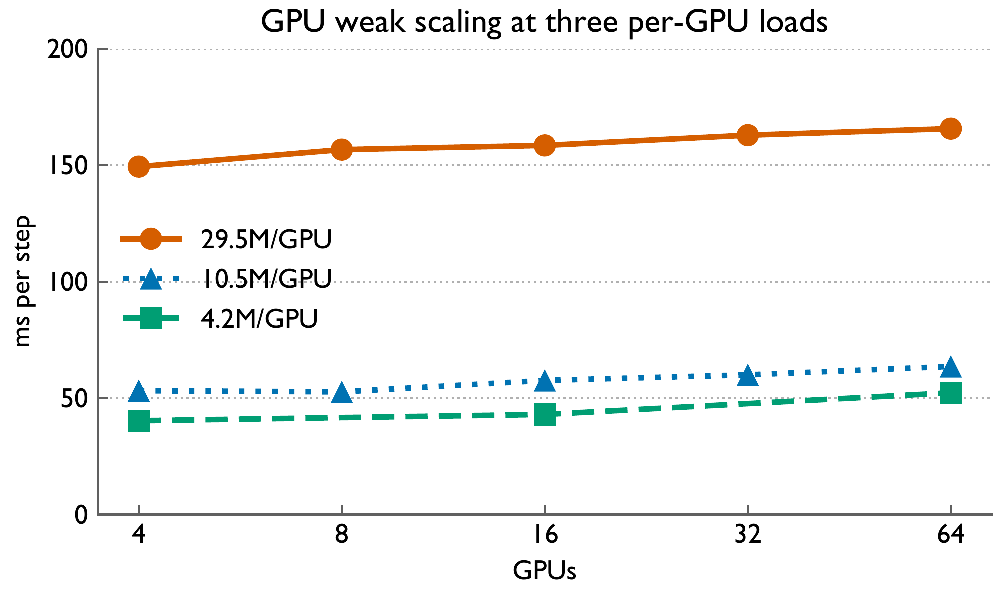 GPU weak scaling at three per-GPU loads
200
150
100
50
0
ms per step
29.5M/GPU
10.5M/GPU
4.2M/GPU
4 8 16 32 64
GPUs